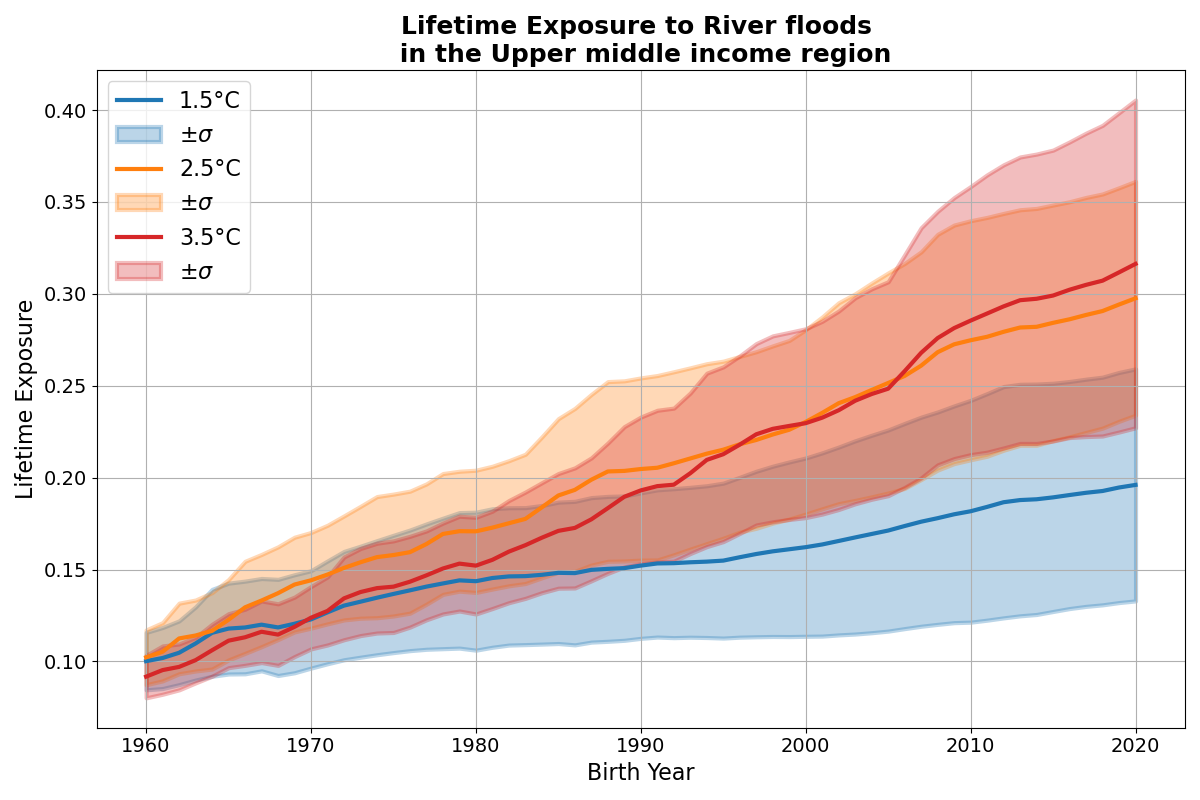 Lifetime Exposure to River floods
in the Upper middle income region
1.5°C
±σ
2.5°C
±σ
3.5°C
±σ
0.40
0.35
0.30
0.25
0.20
0.15
0.10
Lifetime Exposure
1960 1970 1980 1990 2000 2010 2020
Birth Year